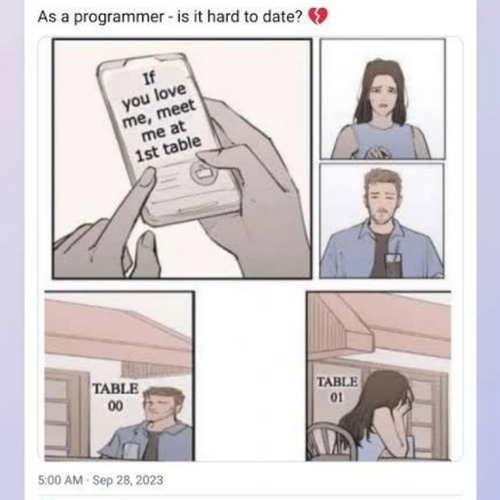 As a programmer - is it hard to date? 💔
If
you love
me, meet
me at
1st table
TABLE
00
TABLE
01
5:00 AM · Sep 28, 2023